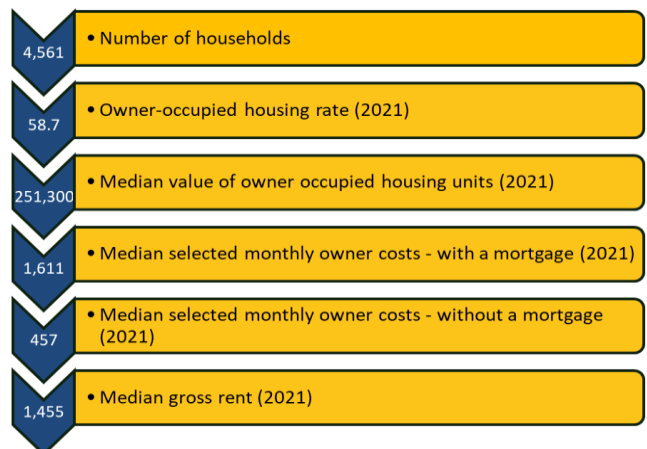 4,561
• Number of households
58.7
• Owner-occupied housing rate (2021)
251,300
• Median value of owner occupied housing units (2021)
1,611
• Median selected monthly owner costs - with a mortgage (2021)
457
• Median selected monthly owner costs - without a mortgage
(2021)
1,455
• Median gross rent (2021)